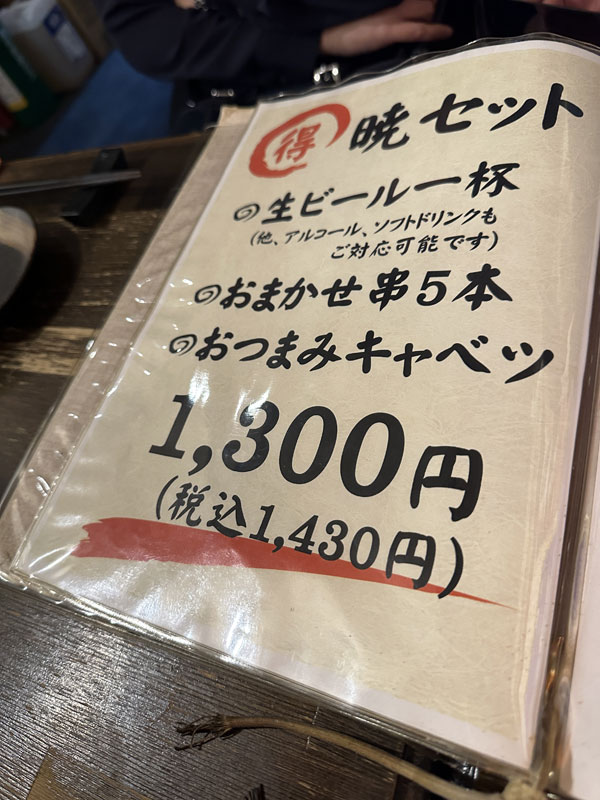 得 暁セット
生ビール一杯
(他、アルコール、ソフトドリンクも
ご対応可能です)
おまかせ串5本
おつまみキャベツ
1,300円
(税込1,430円)